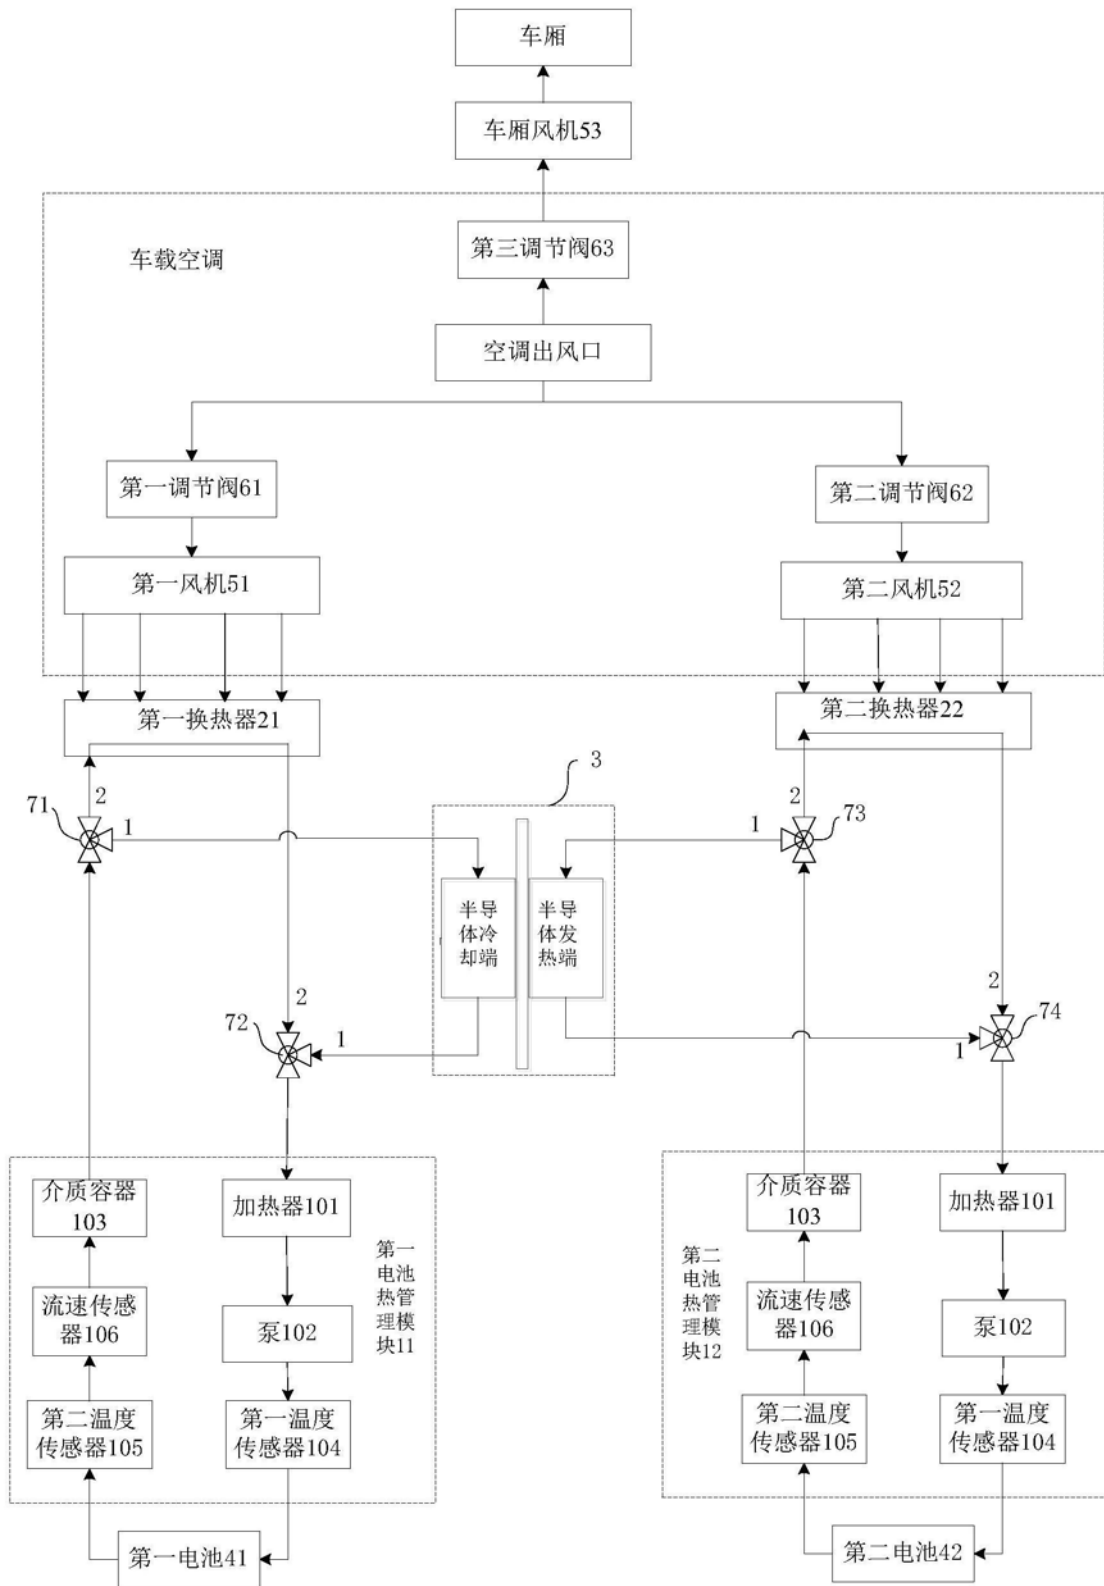 车厢
车厢风机53
第三调节阀63
车载空调
空调出风口
第一调节阀61
第二调节阀62
第一风机51
第二风机52
第一换热器21
第二换热器22
3
2
2
71
1
1
73
半导
体冷
却端
半导
体发
热端
2
2
72
1
1
74
介质容器
103
加热器101
第一
电池
热管
理模
块11
流速传感
器106
泵102
第二温度
传感器105
第一温度
传感器104
第一电池41
介质容器
103
加热器101
第二
电池
热管
理模
块12
流速传感
器106
泵102
第二温度
传感器105
第一温度
传感器104
第二电池42